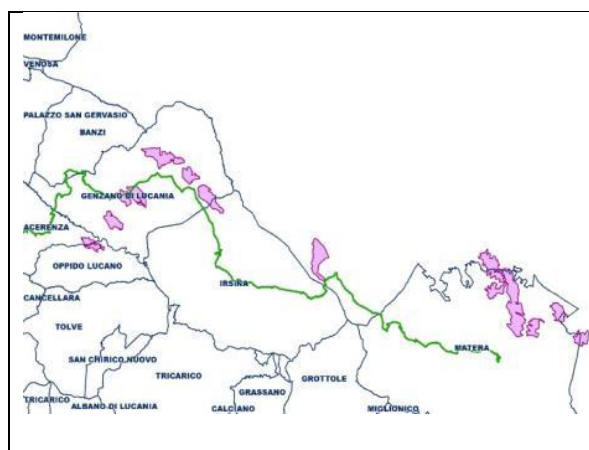 MONTEMILONE
VENOSA
PALAZZO SAN GERVASIO
BANZI
GENZANO DI LUCANIA
ACERENZA
OPPIDO LUCANO
CANCELLARA
IRSINA
TOLVE
MATERA
SAN CHIRICO NUOVO
TRICARICO
GROTTOLE
GRASSANO
TRICARICO
ALBANO DI LUCANIA
CALCIANO
MIGLIONICO